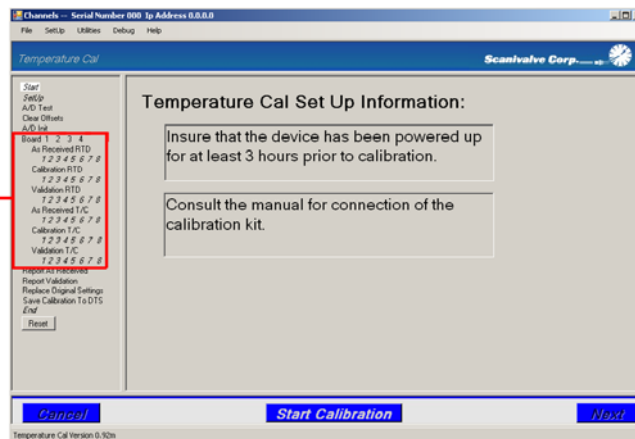 Channels -- Serial Number 000 Ip Address 0.0.0.0
File SetUp Utilities Debug Help
Temperature Cal
Scanivalve Corp.
Start
SetUp
A/D Test
Clear Offsets
A/D Init
Board 1 2 3 4
As Received RTD
1 2 3 4 5 6 7 8
Calibration RTD
1 2 3 4 5 6 7 8
Validation RTD
1 2 3 4 5 6 7 8
As Received T/C
1 2 3 4 5 6 7 8
Calibration T/C
1 2 3 4 5 6 7 8
Validation T/C
1 2 3 4 5 6 7 8
Report As Received
Report Validation
Replace Original Settings
Save Calibration To DTS
End
Reset
Temperature Cal Set Up Information:
Insure that the device has been powered up
for at least 3 hours prior to calibration.
Consult the manual for connection of the
calibration kit.
Cancel
Start Calibration
Next
Temperature Cal Version 0.92m